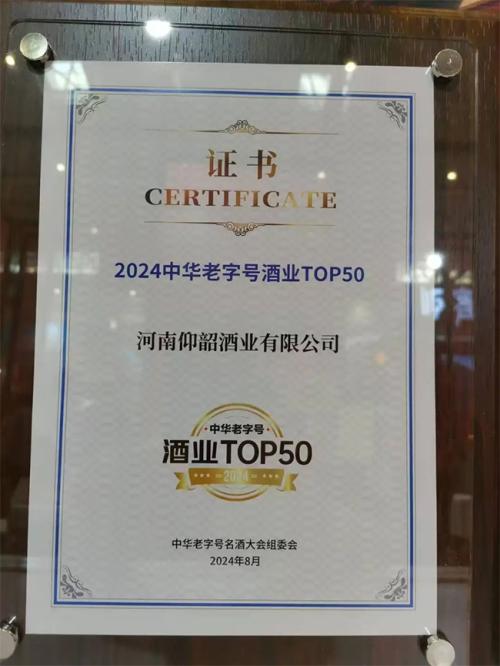 证书
CERTIFICATE
2024中华老字号酒业TOP50
河南仰韶酒业有限公司
中华老字号
酒业TOP50
2024
中华老字号名酒大会组委会
2024年8月